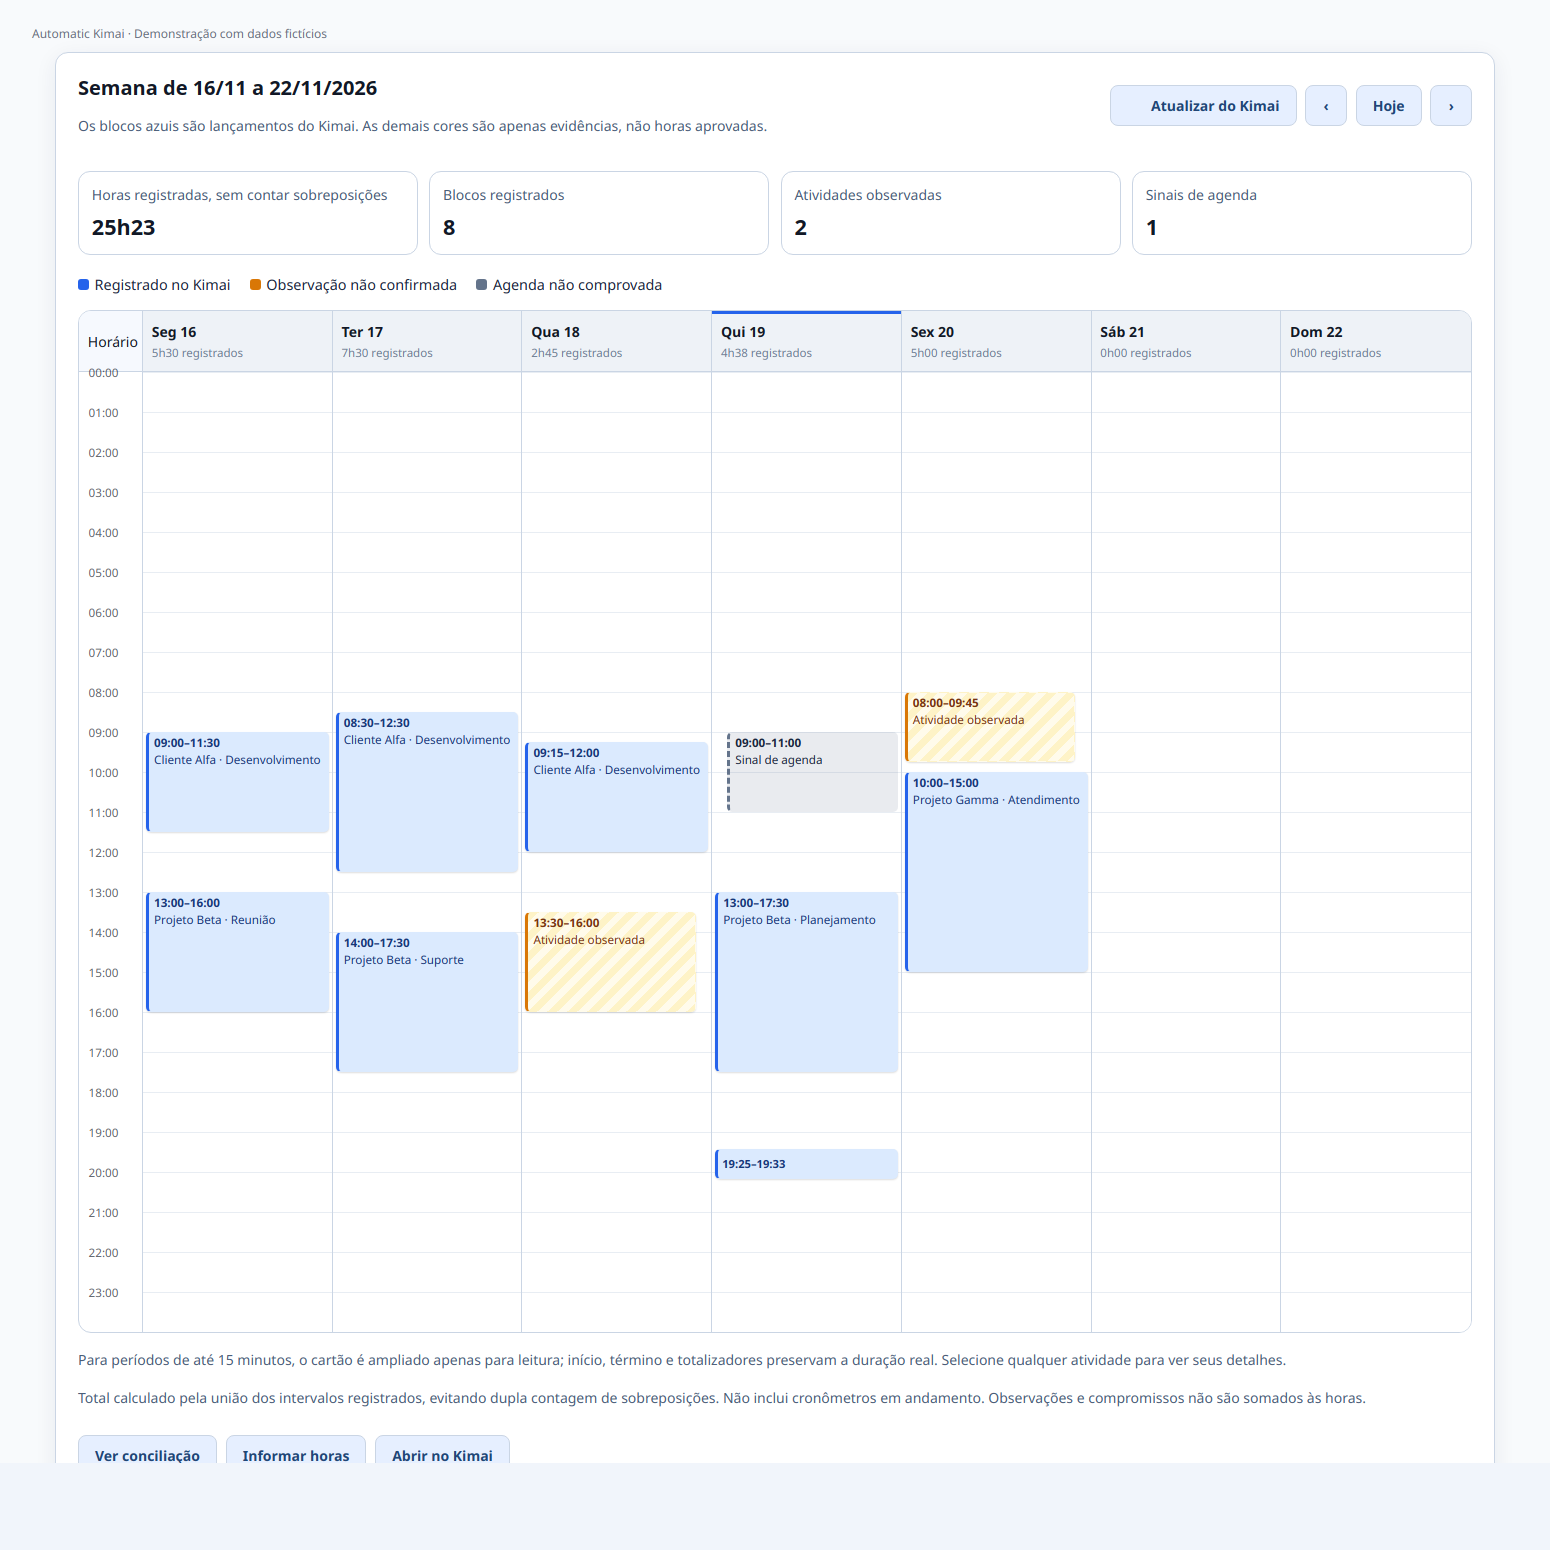 Automatic Kimai · Demonstração com dados fictícios
Semana de 16/11 a 22/11/2026
Os blocos azuis são lançamentos do Kimai. As demais cores são apenas evidências, não horas aprovadas.
Atualizar do Kimai
‹
Hoje
›
Horas registradas, sem contar sobreposições
25h23
Blocos registrados
8
Atividades observadas
2
Sinais de agenda
1
Registrado no Kimai
Observação não confirmada
Agenda não comprovada
Horário
Seg 16
5h30 registrados
Ter 17
7h30 registrados
Qua 18
2h45 registrados
Qui 19
4h38 registrados
Sex 20
5h00 registrados
Sáb 21
0h00 registrados
Dom 22
0h00 registrados
00:00
01:00
02:00
03:00
04:00
05:00
06:00
07:00
08:00
09:00
10:00
11:00
12:00
13:00
14:00
15:00
16:00
17:00
18:00
19:00
20:00
21:00
22:00
23:00
09:00–11:30
Cliente Alfa · Desenvolvimento
13:00–16:00
Projeto Beta · Reunião
08:30–12:30
Cliente Alfa · Desenvolvimento
14:00–17:30
Projeto Beta · Suporte
09:15–12:00
Cliente Alfa · Desenvolvimento
13:30–16:00
Atividade observada
09:00–11:00
Sinal de agenda
13:00–17:30
Projeto Beta · Planejamento
19:25–19:33
08:00–09:45
Atividade observada
10:00–15:00
Projeto Gamma · Atendimento
Para períodos de até 15 minutos, o cartão é ampliado apenas para leitura; início, término e totalizadores preservam a duração real. Selecione qualquer atividade para ver seus detalhes.
Total calculado pela união dos intervalos registrados, evitando dupla contagem de sobreposições. Não inclui cronômetros em andamento. Observações e compromissos não são somados às horas.
Ver conciliação
Informar horas
Abrir no Kimai